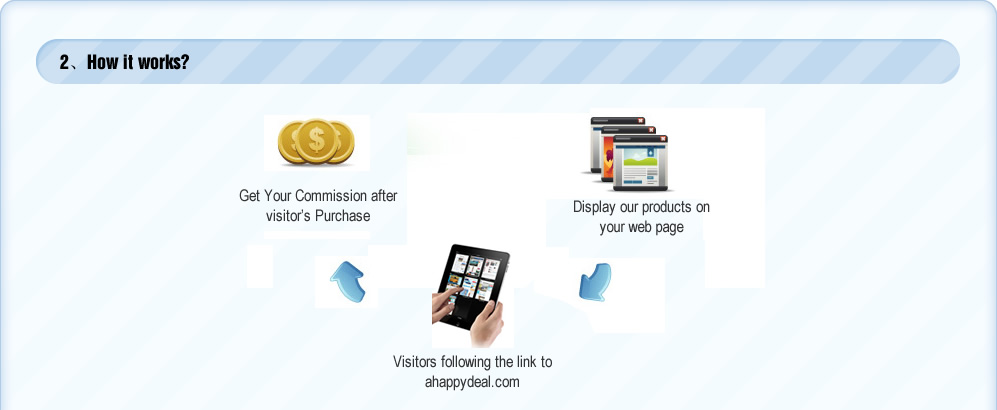 2、How it works?
Get Your Commission after
visitor's Purchase
Display our products on
your web page
Visitors following the link to
ahappydeal.com